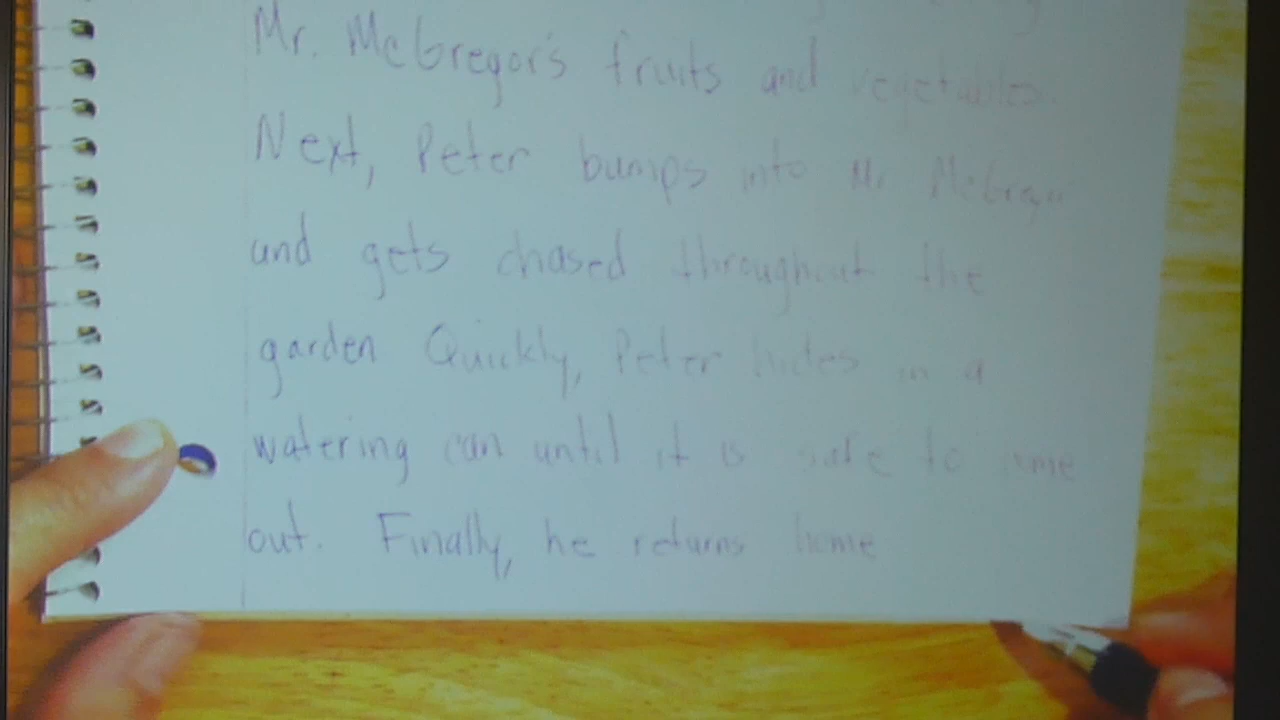 Mr. McGregor's fruits and vegetables.
Next, Peter bumps into Mr McGregor
and gets chased throughout the
garden Quickly, Peter hides in a
watering can until it is safe to come
out. Finally, he returns home